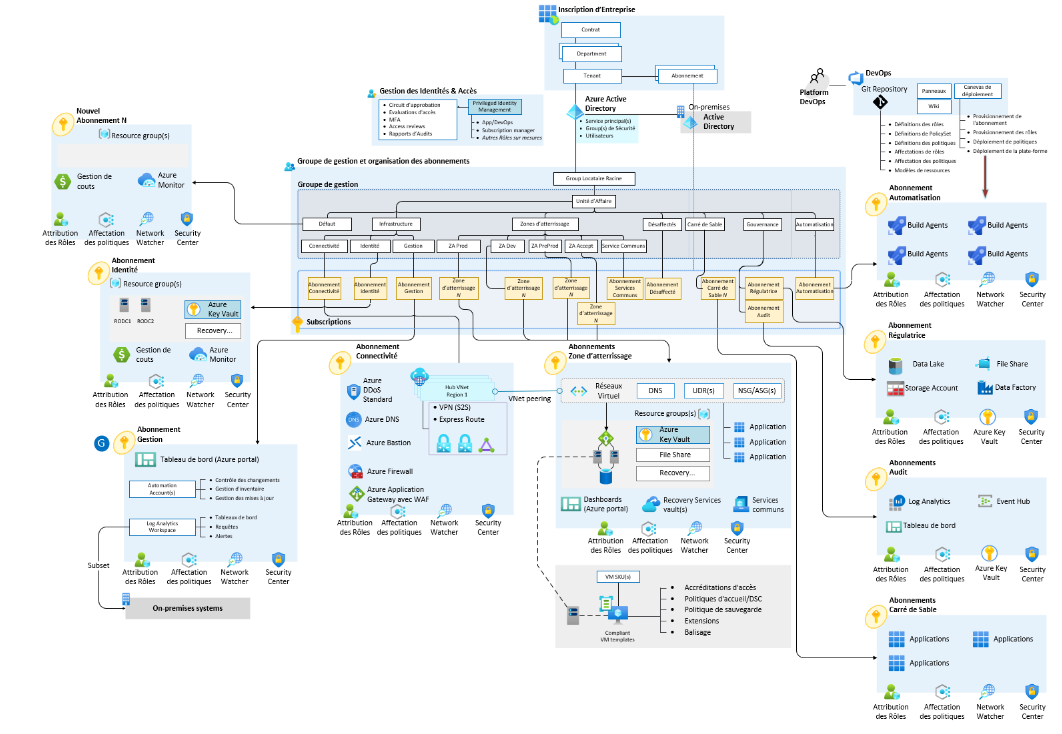 Inscription d'Entreprise
Contrat
Department
Tenant
Abonnement
Gestion des Identités & Accès
Circuit d'approbation
Evaluations d'accès
MFA
Access reviews
Rapports d'Audits
Privileged Identity
Management
App/DevOps
Subscription manager
Autres Rôles sur mesures
Azure Active
Directory
Service principal(s)
Group(s) de Sécurité
Utilisateurs
On-premises
Active
Directory
Platform
DevOps
DevOps
Git Repository
Panneaux
Wiki
Canevas de
déploiement
Définitions des rôles
Définitions de PolicySet
Définitions des politiques
Affectations de rôles
Affectation des politiques
Modèles de ressources
Provisionnement de
l'abonnement
Provisionnement des rôles
Déploiement de politiques
Déploiement de la plate-forme
Nouvel
Abonnement N
Resource group(s)
Gestion de
couts
Azure
Monitor
Attribution
des Rôles
Affectation
des politiques
Network
Watcher
Security
Center
Groupe de gestion et organisation des abonnements
Groupe de gestion
Group Locataire Racine
Unité d'Affaire
Défaut
Infrastructure
Zones d'atterrissage
Désaffectés
Carré de Sable
Gouvernance
Automatisation
Connectivité
Identité
Gestion
ZA Prod
ZA Dev
ZA PreProd
ZA Accept
Service Communs
Abonnement
Connectivité
Abonnement
Identité
Abonnement
Gestion
Zone
d'atterrissage
N
Zone
d'atterrissage
N
Zone
d'atterrissage
N
Zone
d'atterrissage
N
Abonnement
Services
Communs
Abonnement
Désaffecté
Abonnement
Carré de
Sable N
Abonnement
Régulatrice
Abonnement
Audit
Abonnement
Automatisation
Subscriptions
Abonnement
Automatisation
Build Agents
Build Agents
Build Agents
Build Agents
Attribution
des Rôles
Affectation
des politiques
Network
Watcher
Security
Center
Abonnement
Identité
Resource group(s)
RODC1
RODC2
Azure
Key Vault
Recovery...
Gestion de
couts
Azure
Monitor
Attribution
des Rôles
Affectation
des politiques
Network
Watcher
Security
Center
Abonnement
Régulatrice
Data Lake
File Share
Storage Account
Data Factory
Attribution
des Rôles
Affectation
des politiques
Azure Key
Vault
Security
Center
Abonnement
Connectivité
Azure
DDoS
Standard
Azure DNS
Azure Bastion
Azure Firewall
Azure Application
Gateway avec WAF
Hub VNet
Region 1
VPN (S2S)
Express Route
VNet peering
Attribution
des Rôles
Affectation
des politiques
Network
Watcher
Security
Center
Abonnements
Zone d'atterrissage
Réseaux
Virtuel
DNS
UDR(s)
NSG/ASG(s)
Resource groups(s)
Azure
Key Vault
File Share
Recovery...
Application
Application
Application
Dashboards
(Azure portal)
Recovery Services
vault(s)
Services
communs
Attribution
des Rôles
Affectation
des politiques
Network
Watcher
Security
Center
G
Abonnement
Gestion
Tableau de bord (Azure portal)
Automation
Account(s)
Contrôle des changements
Gestion d'inventaire
Gestion des mises à jour
Log Analytics
Workspace
Tableaux de bord
Requêtes
Alertes
Subset
Attribution
des Rôles
Affectation
des politiques
Network
Watcher
Security
Center
On-premises systems
Abonnements
Audit
Log Analytics
Event Hub
Tableau de bord
Attribution
des Rôles
Affectation
des politiques
Azure Key
Vault
Security
Center
VM SKU(s)
Compliant
VM templates
Accréditations d'accès
Politiques d'accueil/DSC
Politique de sauvegarde
Extensions
Balisage
Abonnements
Carré de Sable
Applications
Applications
Applications
Attribution
des Rôles
Affectation
des politiques
Network
Watcher
Security
Center